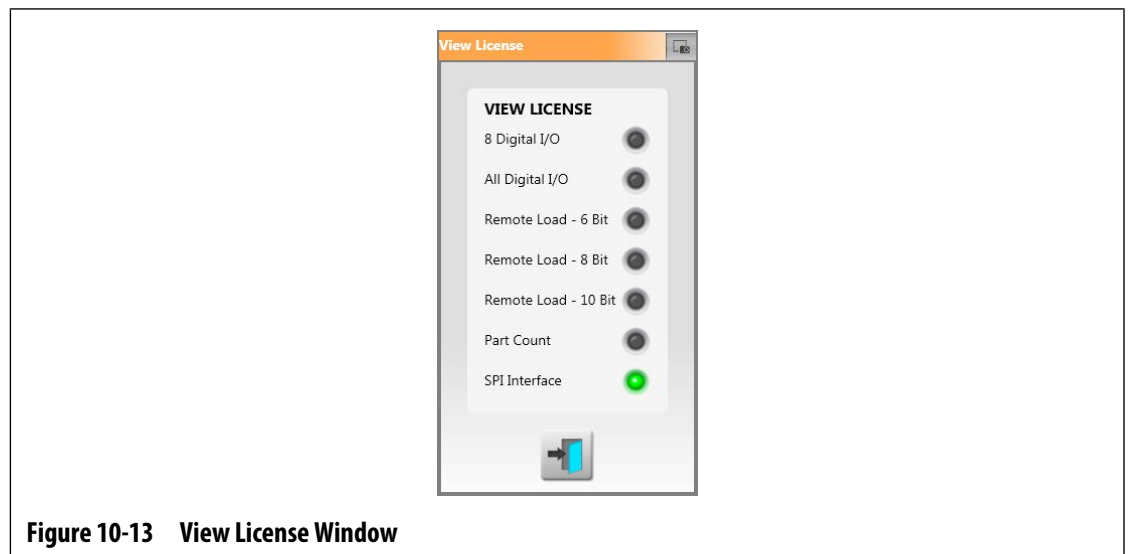 View License
VIEW LICENSE
8 Digital I/O
All Digital I/O
Remote Load - 6 Bit
Remote Load - 8 Bit
Remote Load - 10 Bit
Part Count
SPI Interface
Figure 10-13 View License Window